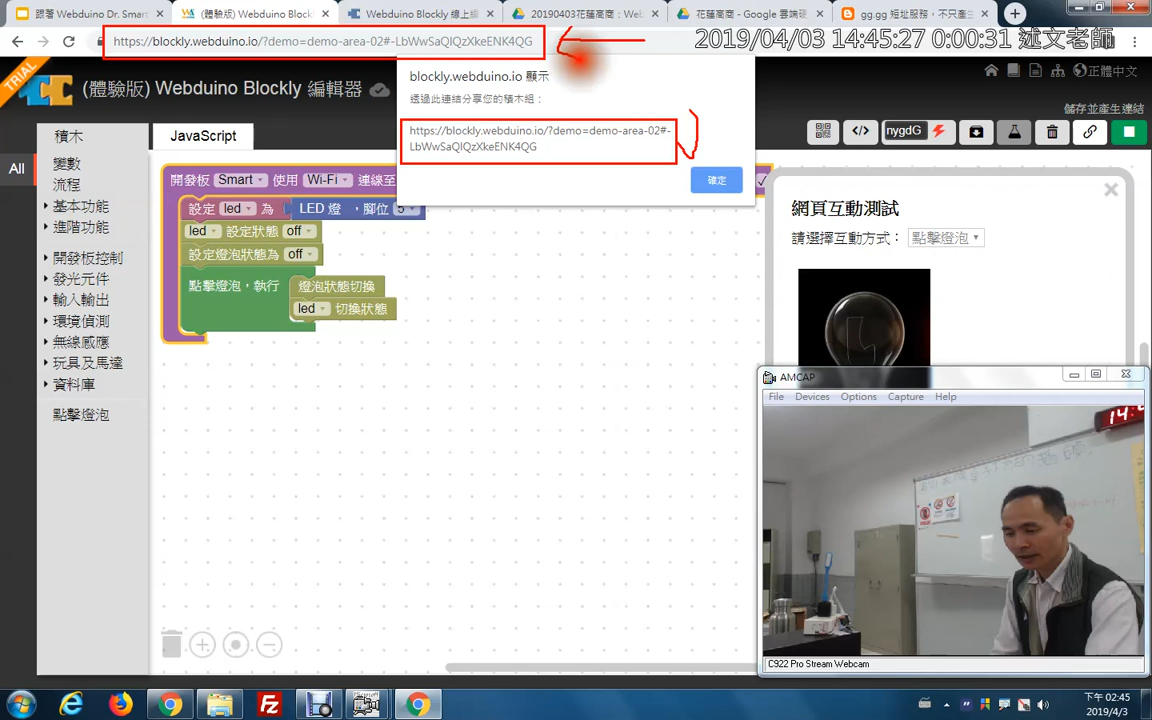 跟著 Webduino Dr. Smar
(體驗版) Webduino Block
Webduino Blockly 線上
20190403花蓮高商：We
花蓮高商 - Google 雲端硬
gg.gg 短址服務，不只產生
https://blockly.webduino.io/?demo=demo-area-02#-LbWwSaQIQzXkeENK4QG
2019/04/03 14:45:27 0:00:31 述文老師
TRIAL
(體驗版) Webduino Blockly 編輯器
正體中文
儲存並產生連結
blockly.webduino.io 顯示
透過此連結分享您的積木組：
https://blockly.webduino.io/?demo=demo-area-02#-
LbWwSaQIQzXkeENK4QG
確定
nygdG
積木
JavaScript
All
變數
流程
基本功能
進階功能
開發板控制
發光元件
輸入輸出
環境偵測
無線感應
玩具及馬達
資料庫
點擊燈泡
開發板 Smart 使用 Wi-Fi 連線至
設定 led 為 LED 燈 ，腳位 5
led 設定狀態 off
設定燈泡狀態為 off
點擊燈泡，執行 燈泡狀態切換
led 切換狀態
網頁互動測試
請選擇互動方式： 點擊燈泡
AMCAP
File Devices Options Capture Help
C922 Pro Stream Webcam
下午 02:45
2019/4/3